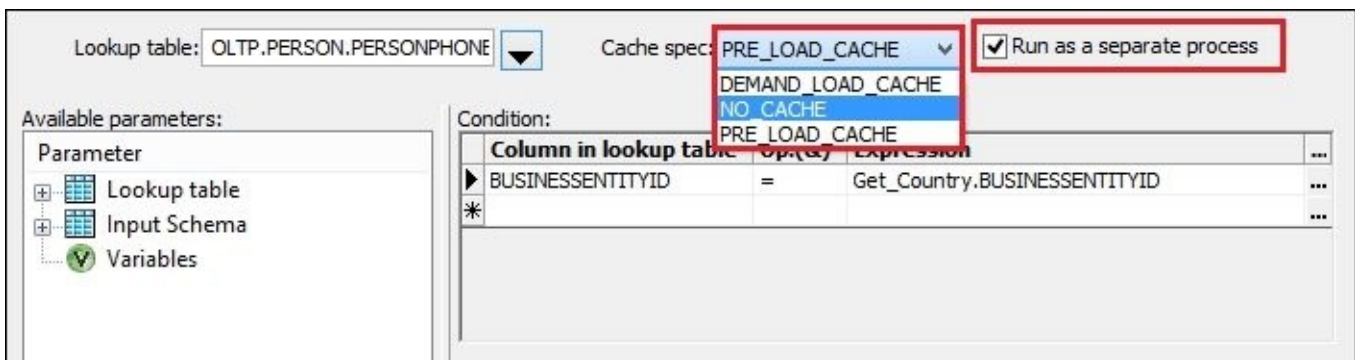 Lookup table: OLTP.PERSON.PERSONPHONE Cache spec: PRE_LOAD_CACHE Run as a separate process
DEMAND_LOAD_CACHE
NO_CACHE
PRE_LOAD_CACHE
Available parameters:
Parameter
Lookup table
Input Schema
V Variables
Condition:
Column in lookup table Op.(&) Expression ...
BUSINESSENTITYID = Get_Country.BUSINESSENTITYID ...
* ...